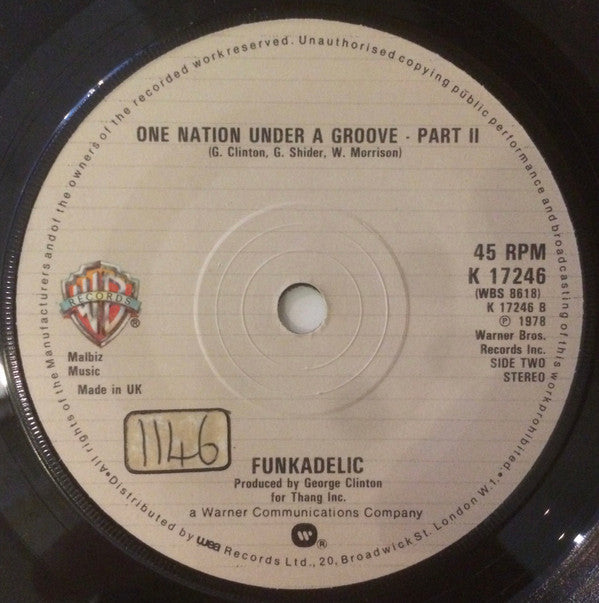 All rights of the Manufacturers and of the owners of the recorded work reserved. Unauthorised copying public performance and broadcasting of this work prohibited.
ONE NATION UNDER A GROOVE - PART II
(G. Clinton, G. Shider, W. Morrison)
WB
RECORDS
®
Malbiz
Music
Made in UK
45 RPM
K 17246
(WBS 8618)
K 17246 B
℗ 1978
Warner Bros.
Records Inc.
SIDE TWO
STEREO
1146
FUNKADELIC
Produced by George Clinton
for Thang Inc.
a Warner Communications Company
W ®
•Distributed by wea Records Ltd., 20, Broadwick St. London W.1.•